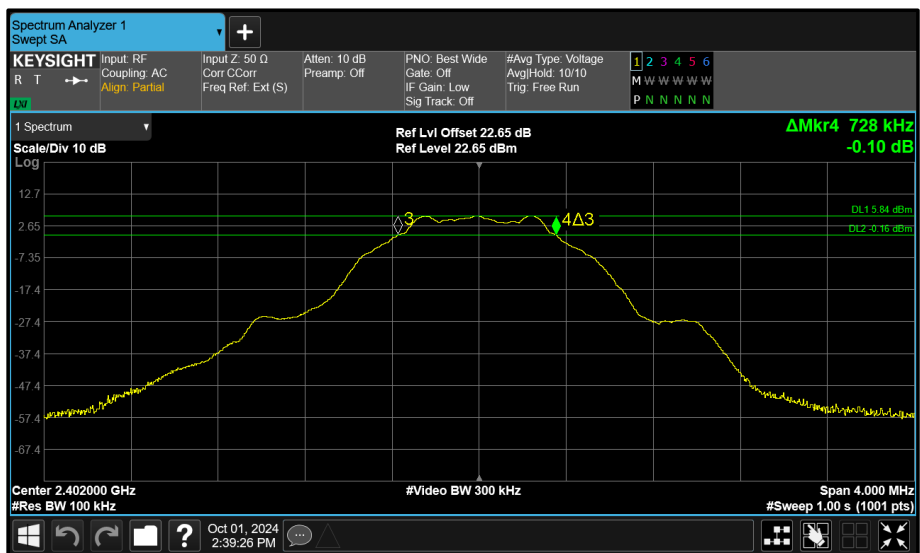 Spectrum Analyzer 1
Swept SA
+
KEYSIGHT
R T
LXI
Input: RF
Coupling: AC
Align: Partial
Input Z: 50 Ω
Corr CCorr
Freq Ref: Ext (S)
Atten: 10 dB
Preamp: Off
PNO: Best Wide
Gate: Off
IF Gain: Low
Sig Track: Off
#Avg Type: Voltage
Avg|Hold: 10/10
Trig: Free Run
1 2 3 4 5 6
M W W W W W
P N N N N N
1 Spectrum
Scale/Div 10 dB
Log
Ref Lvl Offset 22.65 dB
Ref Level 22.65 dBm
ΔMkr4 728 kHz
-0.10 dB
12.7
2.65
-7.35
-17.4
-27.4
-37.4
-47.4
-57.4
-67.4
3
4Δ3
DL1 5.84 dBm
DL2 -0.16 dBm
Center 2.402000 GHz
#Res BW 100 kHz
#Video BW 300 kHz
Span 4.000 MHz
#Sweep 1.00 s (1001 pts)
?
Oct 01, 2024
2:39:26 PM